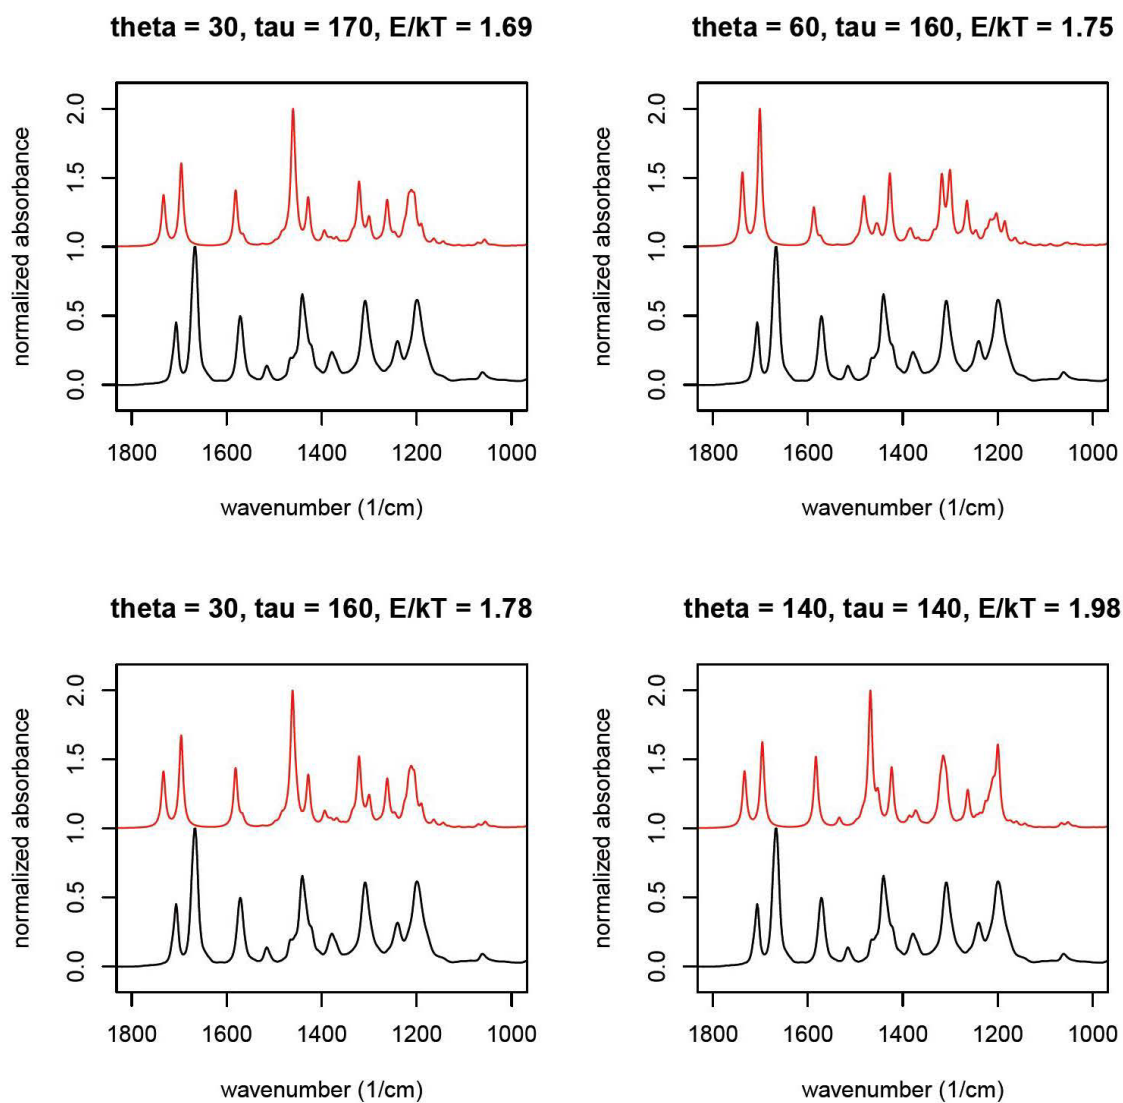 theta = 30, tau = 170, E/kT = 1.69
normalized absorbance
2.0
1.5
1.0
0.5
0.0
1800 1600 1400 1200 1000
wavenumber (1/cm)
theta = 60, tau = 160, E/kT = 1.75
normalized absorbance
2.0
1.5
1.0
0.5
0.0
1800 1600 1400 1200 1000
wavenumber (1/cm)
theta = 30, tau = 160, E/kT = 1.78
normalized absorbance
2.0
1.5
1.0
0.5
0.0
1800 1600 1400 1200 1000
wavenumber (1/cm)
theta = 140, tau = 140, E/kT = 1.98
normalized absorbance
2.0
1.5
1.0
0.5
0.0
1800 1600 1400 1200 1000
wavenumber (1/cm)